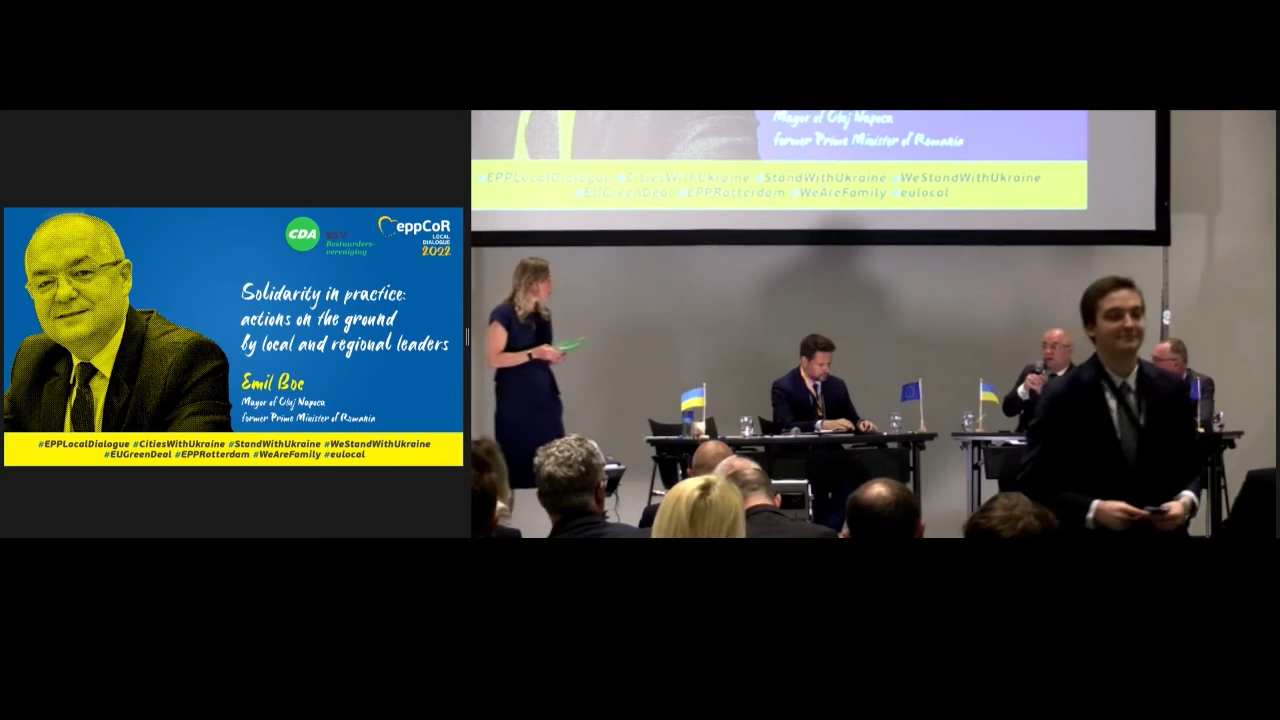 CDA
BSV
Bestuurders-
vereniging
eppCoR
LOCAL
DIALOGUE
2022
Solidarity in practice:
actions on the ground
by local and regional leaders
Emil Boc
Mayor of Cluj Napoca
former Prime Minister of Romania
#EPPLocalDialogue #CitiesWithUkraine #StandWithUkraine #WeStandWithUkraine
#EUGreenDeal #EPPRotterdam #WeAreFamily #eulocal
Mayor of Cluj Napoca
former Prime Minister of Romania
#EPPLocalDialogue #CitiesWithUkraine #StandWithUkraine #WeStandWithUkraine
#EUGreenDeal #EPPRotterdam #WeAreFamily #eulocal